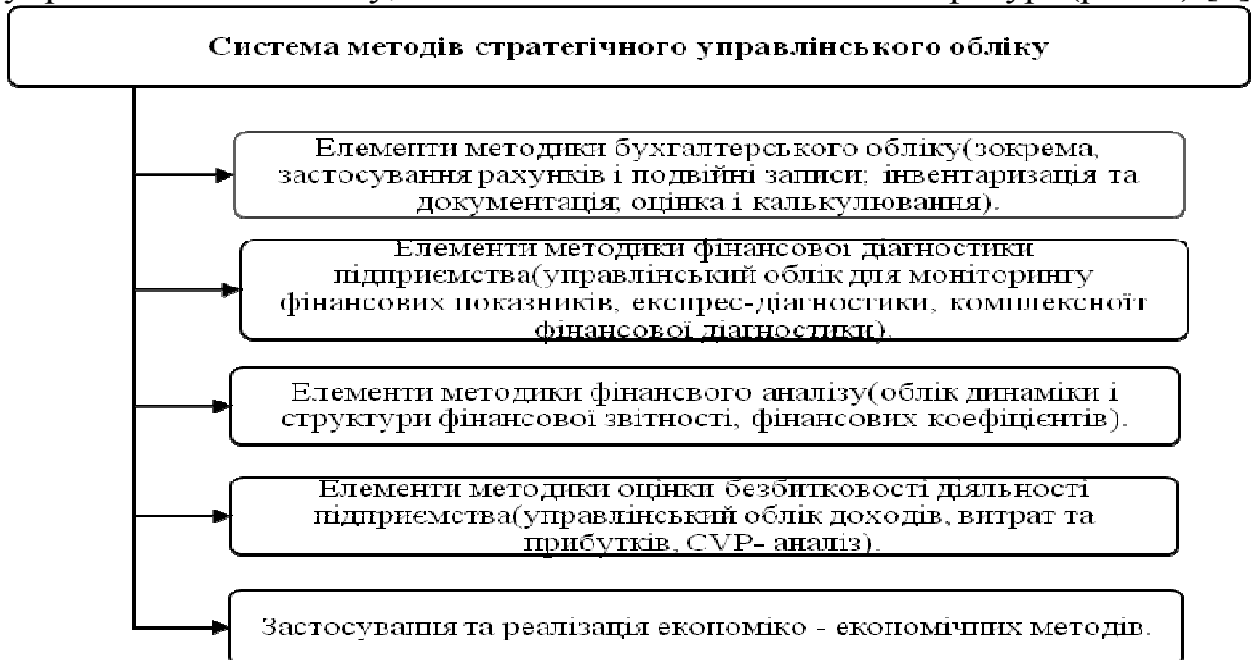 Система методів стратегічного управлінського обліку
Елементи методики бухгалтерського обліку(зокрема,
застосування рахунків і подвійні записи; інвентаризація та
документація; оцінка і калькулювання).
Елементи методики фінансової діагностики
підприємства(управлінський облік для моніторингу
фінансових показників, експрес-діагностики, комплексноїт
фінансової діагностики).
Елементи методики фінансвого аналізу(облік динаміки і
структури фінансової звітності, фінансових коефіцієнтів).
Елементи методики оцінки безбитковості діяльності
підприємства(управлінський облік доходів, витрат та
прибутків, CVP- аналіз).
Застосування та реалізація економіко - економічних методів.